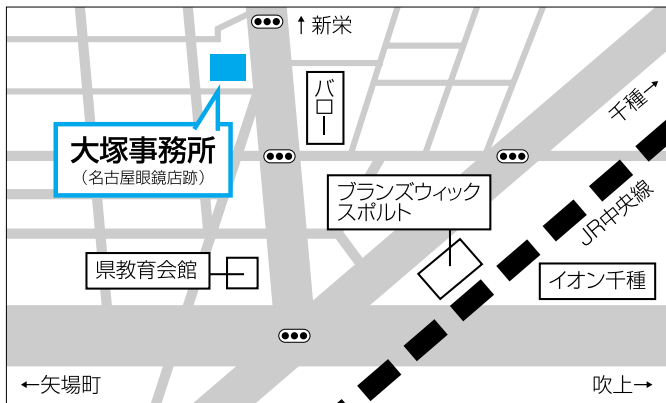 ↑新栄
バロー
千種→
大塚事務所
（名古屋眼鏡店跡）
ブランズウィック
スポルト
JR中央線
県教育会館
イオン千種
←矢場町
吹上→